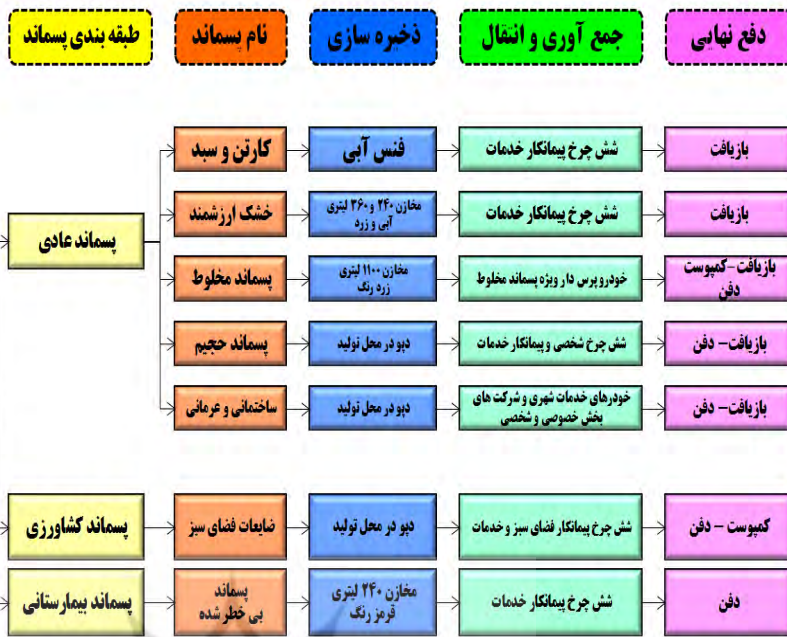 طبقه بندی پسماند
نام پسماند
ذخیره سازی
جمع آوری و انتقال
دفع نهایی
پسماند عادی
کارتن و سبد
فنس آبی
شش چرخ پیمانکار خدمات
بازیافت
خشک ارزشمند
مخازن ۲۴۰ و ۳۶۰ لیتری
آبی و زرد
شش چرخ پیمانکار خدمات
بازیافت
پسماند مخلوط
مخازن ۱۱۰۰ لیتری
زرد رنگ
خودرو پرس دار ویژه پسماند مخلوط
بازیافت-کمپوست
دفن
پسماند حجیم
دپو در محل تولید
شش چرخ شخصی و پیمانکار خدمات
بازیافت- دفن
ساختمانی و عرمانی
دپو در محل تولید
خودرهای خدمات شهری و شرکت های
بخش خصوصی و شخصی
بازیافت- دفن
پسماند کشاورزی
ضایعات فضای سبز
دپو در محل تولید
شش چرخ پیمانکار فضای سبز و خدمات
کمپوست - دفن
پسماند بیمارستانی
پسماند
بی خطر شده
مخازن ۲۴۰ لیتری
قرمز رنگ
شش چرخ پیمانکار خدمات
دفن